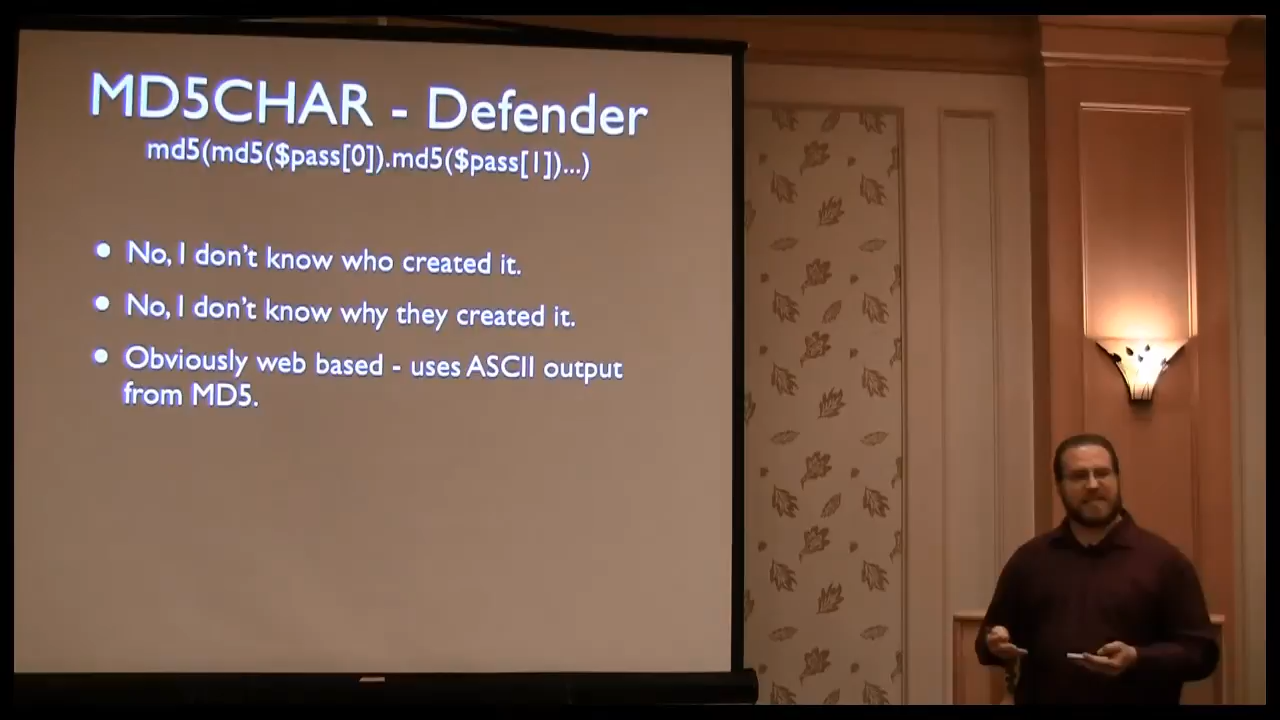 MD5CHAR - Defender
md5(md5($pass[0]).md5($pass[1])...)
• No, I don't know who created it.
• No, I don't know why they created it.
• Obviously web based - uses ASCII output
from MD5.